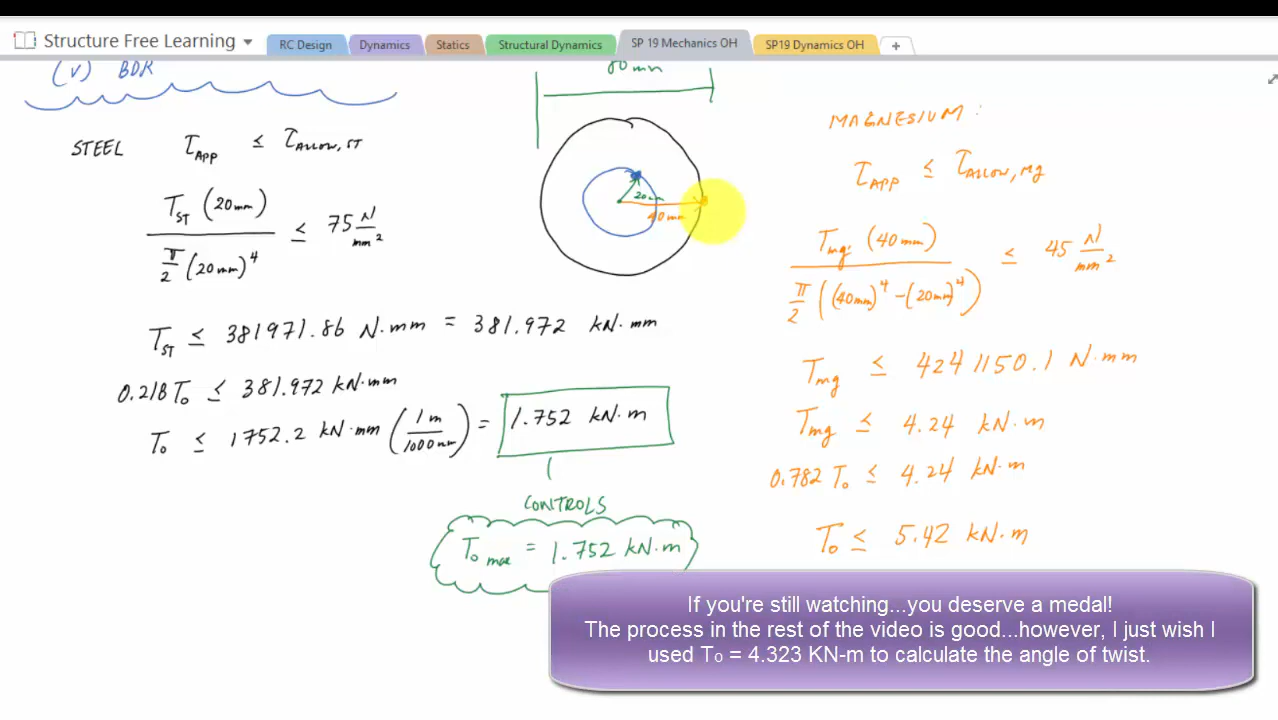 Structure Free Learning
RC Design
Dynamics
Statics
Structural Dynamics
SP 19 Mechanics OH
SP19 Dynamics OH
+
(V) BDR
80mm
STEEL τAPP ≤ τALLOW, ST
TST (20mm) / π/2 (20mm)^4 ≤ 75 N/mm^2
TST ≤ 381971.86 N·mm = 381.972 kN·mm
0.218 To ≤ 381.972 kN·mm
To ≤ 1752.2 kN·mm (1m/1000mm) = 1.752 kN·m
CONTROLS
To max = 1.752 kN·m
20mm
40mm
MAGNESIUM :
τAPP ≤ τALLOW, Mg
Tmg (40mm) / π/2 ((40mm)^4 - (20mm)^4) ≤ 45 N/mm^2
Tmg ≤ 4241150.1 N·mm
Tmg ≤ 4.24 kN·m
0.782 To ≤ 4.24 kN·m
To ≤ 5.42 kN·m
If you're still watching...you deserve a medal!
The process in the rest of the video is good...however, I just wish I
used To = 4.323 KN-m to calculate the angle of twist.